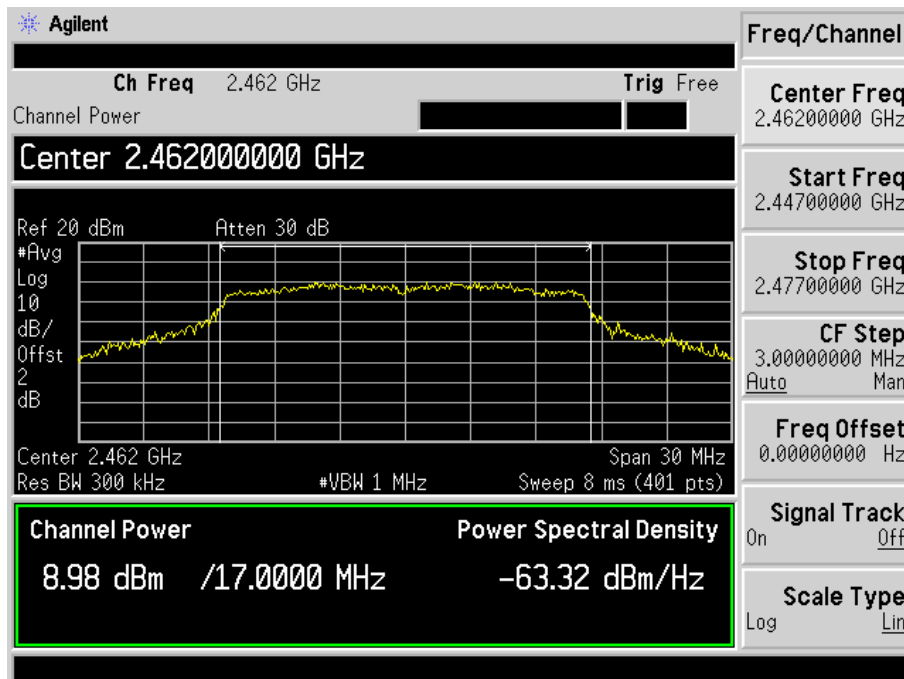 Agilent
Freq/Channel
Ch Freq 2.462 GHz Trig Free
Channel Power
Center 2.462000000 GHz
Ref 20 dBm Atten 30 dB
#Avg
Log
10
dB/
Offst
2
dB
Center 2.462 GHz Span 30 MHz
Res BW 300 kHz #VBW 1 MHz Sweep 8 ms (401 pts)
Channel Power Power Spectral Density
8.98 dBm /17.0000 MHz -63.32 dBm/Hz
Center Freq
2.46200000 GHz
Start Freq
2.44700000 GHz
Stop Freq
2.47700000 GHz
CF Step
3.00000000 MHz
Auto Man
Freq Offset
0.00000000 Hz
Signal Track
On Off
Scale Type
Log Lin